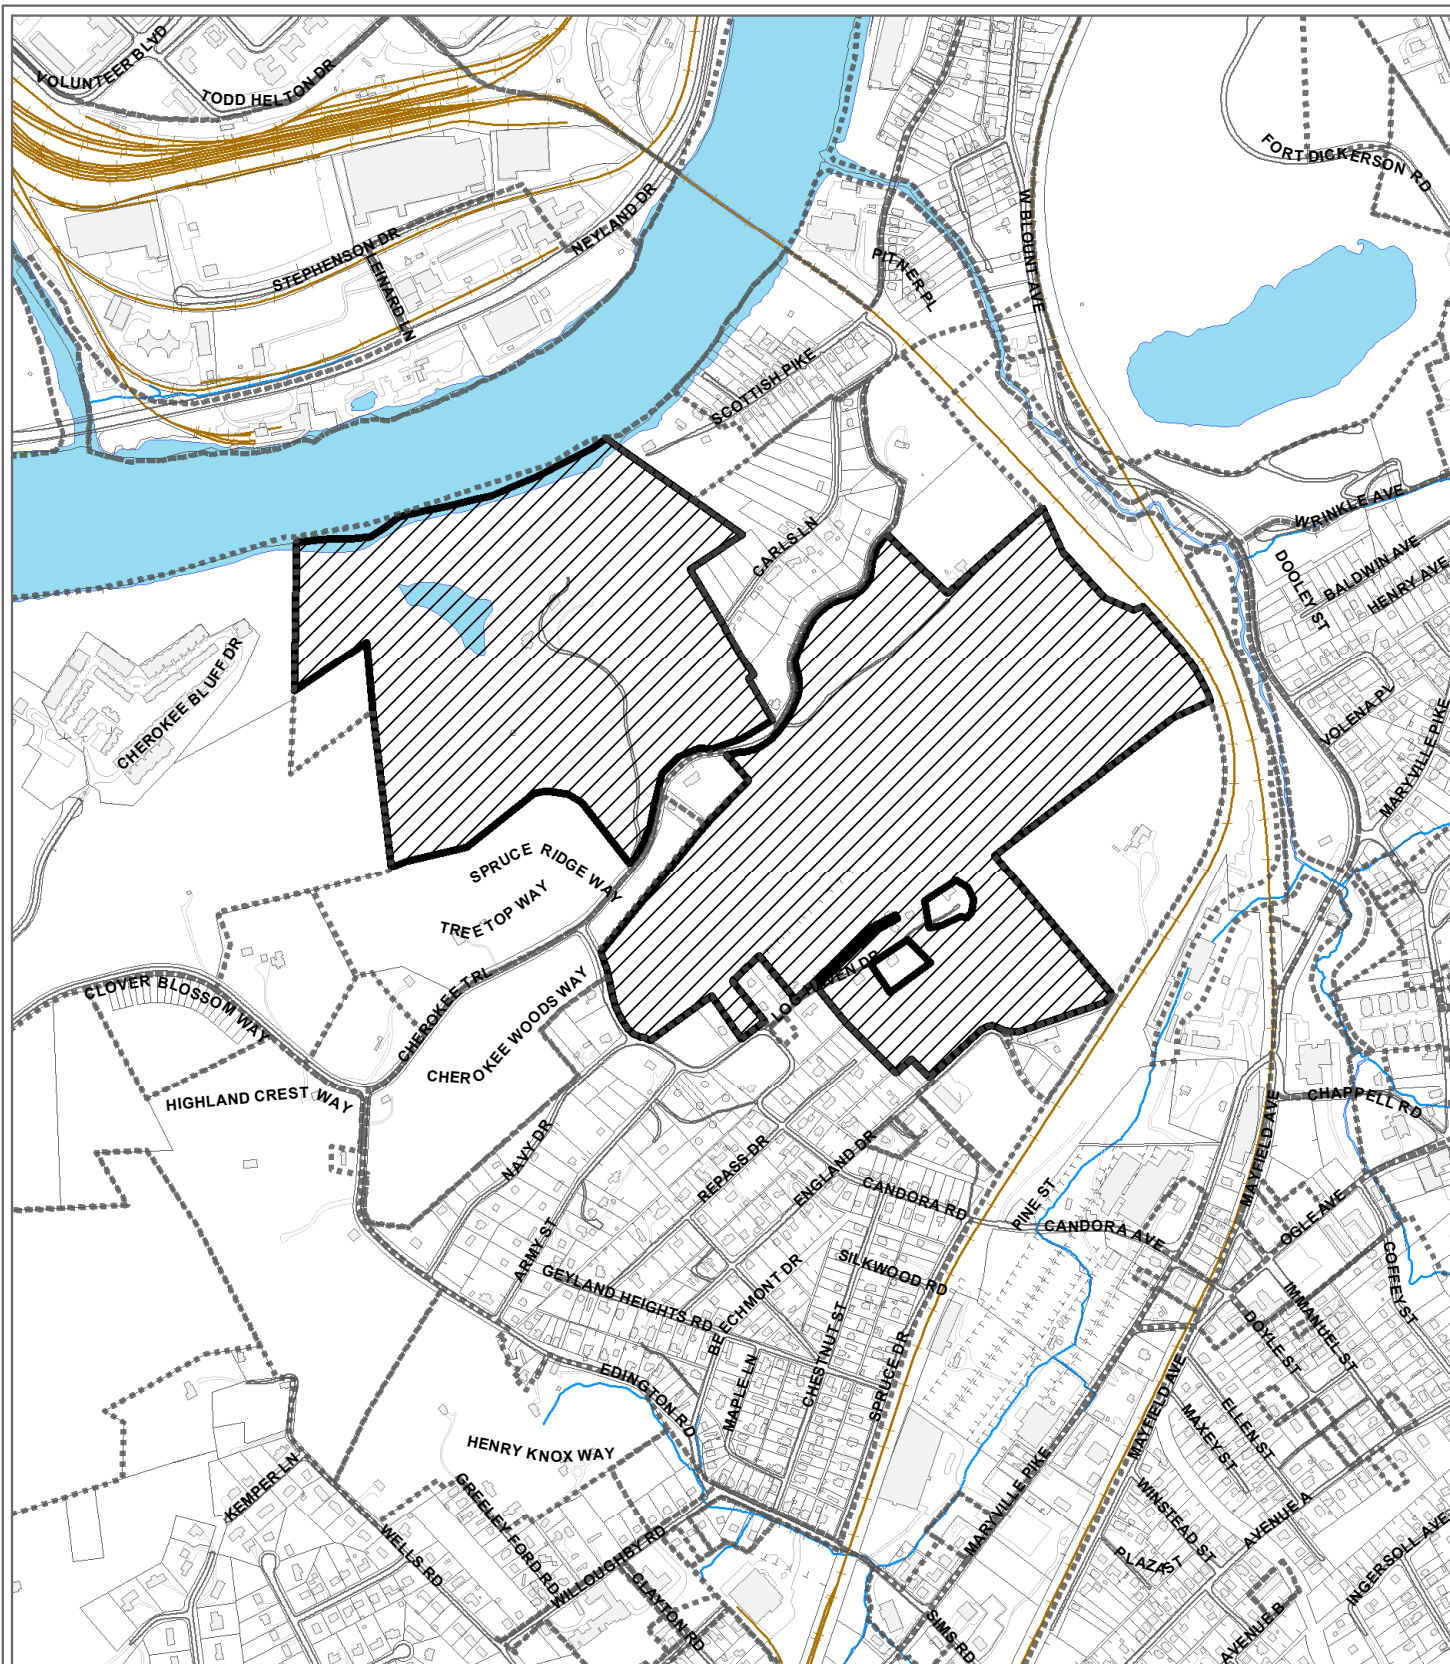 VOLUNTEER BLVD
TODD HELTON DR
FORT DICKERSON RD
STEPHENSON DR
LEINARD LN
NEYLAND DR
W BLOUNT AVE
PITNER PL
SCOTTISH PIKE
WRINKLE AVE
CARLS LN
DOOLEY ST
BALDWIN AVE
HENRY AVE
CHEROKEE BLUFF DR
VOLENA PL
MARYVILLE PIKE
SPRUCE RIDGE WAY
TREETOP WAY
CLOVER BLOSSOM WAY
CHEROKEE TRL
CHEROKEE WOODS WAY
HIGHLAND CREST WAY
CHAPPELL RD
NAVY DR
REPASS DR
ENGLAND DR
CANDORA RD
PINE ST
CANDORA AVE
MAYFIELD AVE
OGLE AVE
COFFEY ST
ARMY ST
GEYLAND HEIGHTS RD
BEECHMONT DR
SILKWOOD RD
IMMANUEL ST
DOYLE ST
EDINGTON RD
MAPLE LN
CHESTNUT ST
SPRUCE DR
MAYFIELD AVE
ELLEN ST
MAXEY ST
HENRY KNOX WAY
KEMPER LN
GREELEY FORD RD
WELLS RD
WILLOUGHBY RD
CLAYTON RD
MARYVILLE PIKE
WINSTEAD ST
AVENUE A
PLAZA ST
INGERSOLL AVE
AVENUE B
SIMS RD